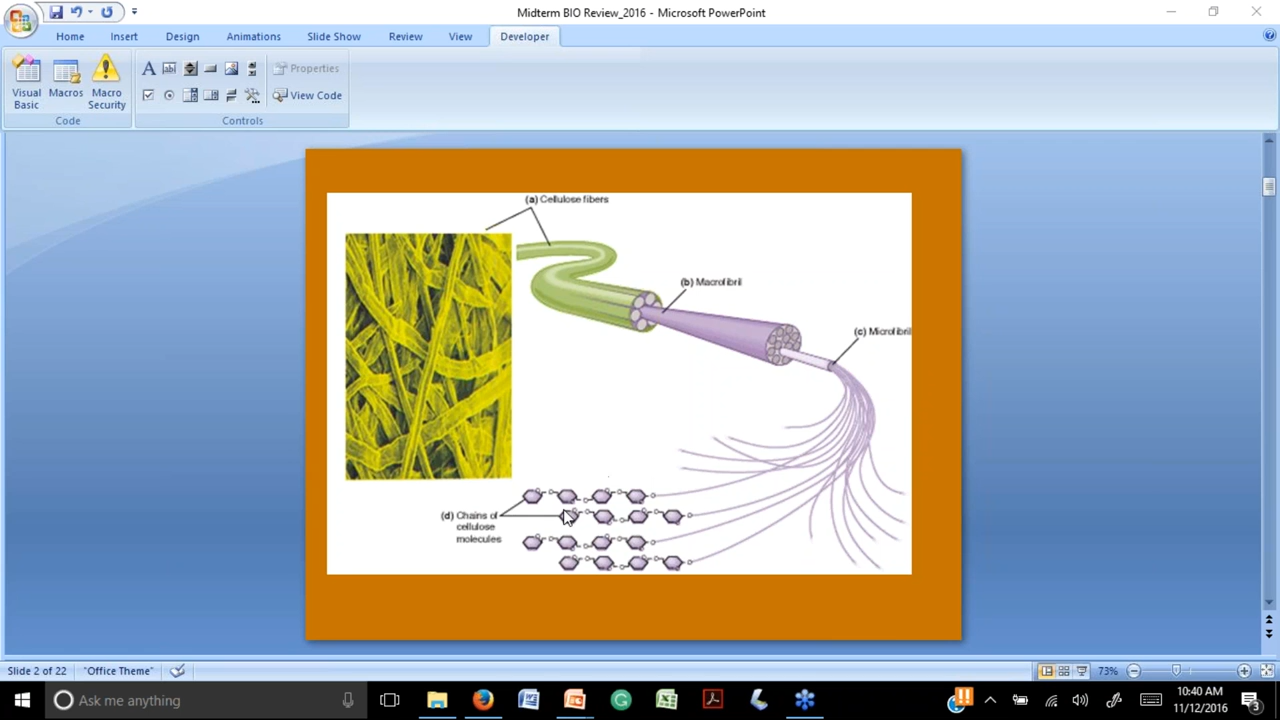 Midterm BIO Review_2016 - Microsoft PowerPoint
Home Insert Design Animations Slide Show Review View Developer
Visual Basic
Macros
Macro Security
Code
A
Properties
View Code
Controls
(a) Cellulose fibers
(b) Macrofibril
(c) Microfibril
(d) Chains of
cellulose
molecules
Slide 2 of 22
"Office Theme"
73%
Ask me anything
10:40 AM
11/12/2016
3